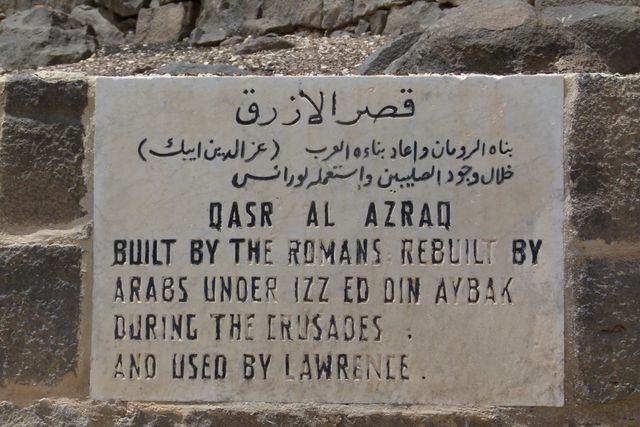 قصر الازرق
بناه الرومان واعاد بناءه العرب (عز الدين ايبك)
خلال وجود الصليبين واستعمله لورانس
QASR AL AZRAQ
BUILT BY THE ROMANS. REBUILT BY
ARABS UNDER IZZ ED DIN AYBAK
DURING THE CRUSADES .
AND USED BY LAWRENCE .